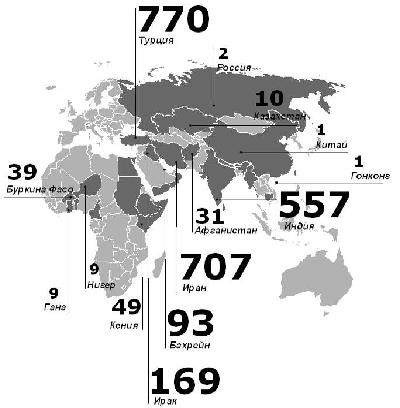 770
Турция
2
Россия
10
Казахстан
1
Китай
1
Гонконг
39
Буркина Фасо
557
Индия
31
Афганистан
707
Иран
9
Нигер
9
Гана
49
Кения
93
Бахрейн
169
Ирак